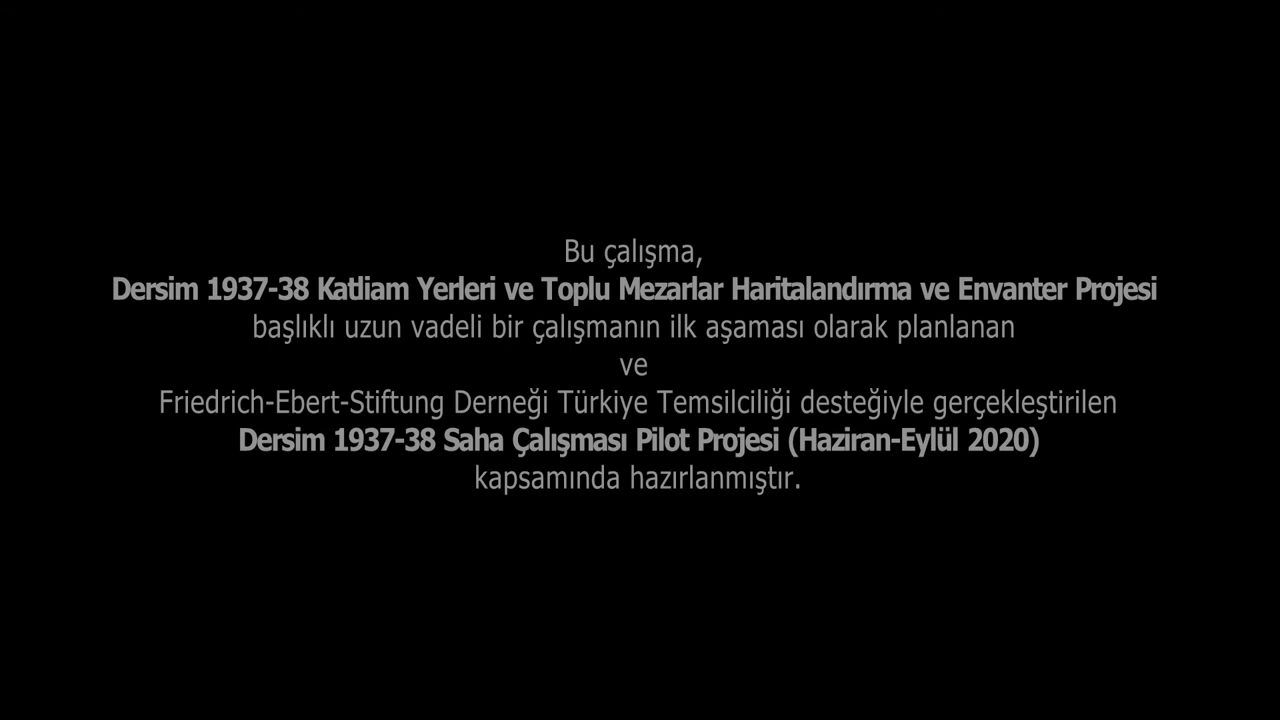 Bu çalışma,
Dersim 1937-38 Katliam Yerleri ve Toplu Mezarlar Haritalandırma ve Envanter Projesi
başlıklı uzun vadeli bir çalışmanın ilk aşaması olarak planlanan
ve
Friedrich-Ebert-Stiftung Derneği Türkiye Temsilciliği desteğiyle gerçekleştirilen
Dersim 1937-38 Saha Çalışması Pilot Projesi (Haziran-Eylül 2020)
kapsamında hazırlanmıştır.